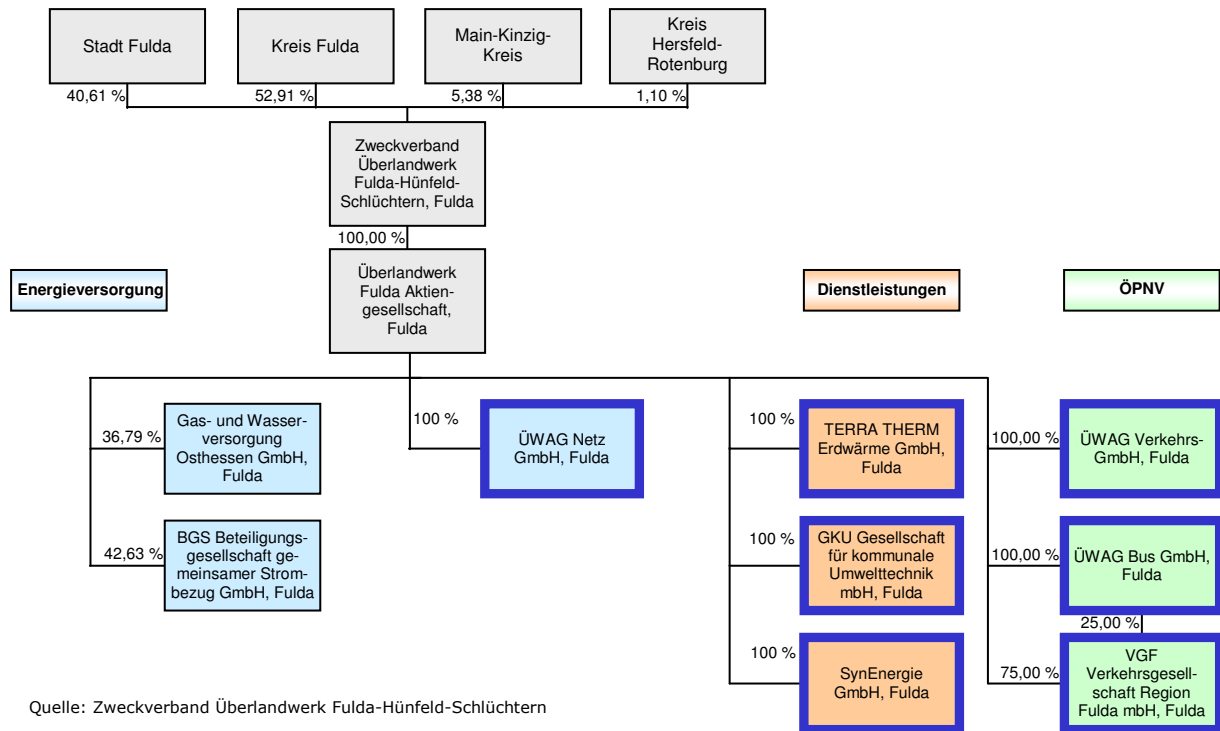 Stadt Fulda
Kreis Fulda
Main-Kinzig-
Kreis
Kreis
Hersfeld-
Rotenburg
40,61 %
52,91 %
5,38 %
1,10 %
Zweckverband
Überlandwerk
Fulda-Hünfeld-
Schlüchtern, Fulda
100,00 %
Überlandwerk
Fulda Aktien-
gesellschaft,
Fulda
Energieversorgung
Dienstleistungen
ÖPNV
36,79 %
Gas- und Wasser-
versorgung
Osthessen GmbH,
Fulda
100 %
ÜWAG Netz
GmbH, Fulda
100 %
TERRA THERM
Erdwärme GmbH,
Fulda
100,00 %
ÜWAG Verkehrs-
GmbH, Fulda
42,63 %
BGS Beteiligungs-
gesellschaft ge-
meinsamer Strom-
bezug GmbH, Fulda
100 %
GKU Gesellschaft
für kommunale
Umwelttechnik
mbH, Fulda
100,00 %
ÜWAG Bus GmbH,
Fulda
25,00 %
100 %
SynEnergie
GmbH, Fulda
75,00 %
VGF
Verkehrsgesell-
schaft Region
Fulda mbH, Fulda
Quelle: Zweckverband Überlandwerk Fulda-Hünfeld-Schlüchtern